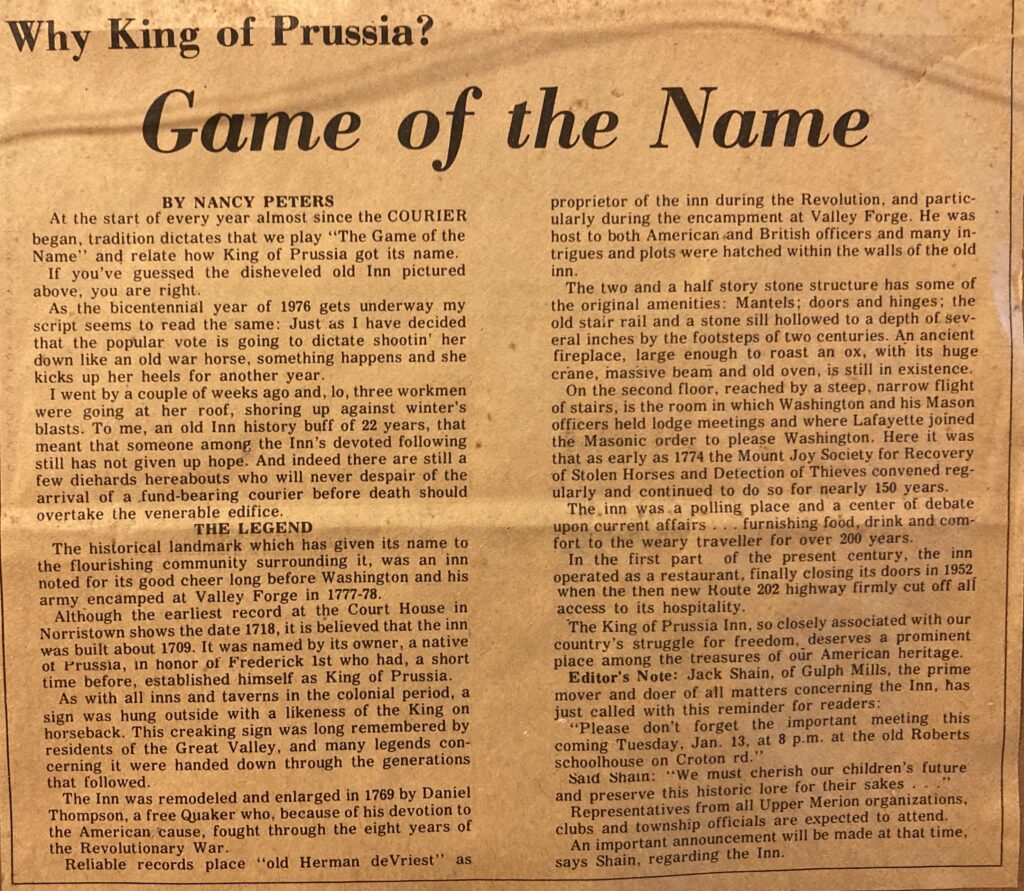 Why King of Prussia?
Game of the Name
BY NANCY PETERS
At the start of every year almost since the COURIER
began, tradition dictates that we play "The Game of the
Name" and relate how King of Prussia got its name.
If you've guessed the disheveled old Inn pictured
above, you are right.
As the bicentennial year of 1976 gets underway my
script seems to read the same: Just as I have decided
that the popular vote is going to dictate shootin' her
down like an old war horse, something happens and she
kicks up her heels for another year.
I went by a couple of weeks ago and, lo, three workmen
were going at her roof, shoring up against winter's
blasts. To me, an old Inn history buff of 22 years, that
meant that someone among the Inn's devoted following
still has not given up hope. And indeed there are still a
few diehards hereabouts who will never despair of the
arrival of a fund-bearing courier before death should
overtake the venerable edifice.
THE LEGEND
The historical landmark which has given its name to
the flourishing community surrounding it, was an inn
noted for its good cheer long before Washington and his
army encamped at Valley Forge in 1777-78.
Although the earliest record at the Court House in
Norristown shows the date 1718, it is believed that the inn
was built about 1709. It was named by its owner, a native
of Prussia, in honor of Frederick 1st who had, a short
time before, established himself as King of Prussia.
As with all inns and taverns in the colonial period, a
sign was hung outside with a likeness of the King on
horseback. This creaking sign was long remembered by
residents of the Great Valley, and many legends con-
cerning it were handed down through the generations
that followed.
The Inn was remodeled and enlarged in 1769 by Daniel
Thompson, a free Quaker who, because of his devotion to
the American cause, fought through the eight years of
the Revolutionary War.
Reliable records place "old Herman deVriest" as
proprietor of the inn during the Revolution, and partic-
ularly during the encampment at Valley Forge. He was
host to both American and British officers and many in-
trigues and plots were hatched within the walls of the old
inn.
The two and a half story stone structure has some of
the original amenities: Mantels; doors and hinges; the
old stair rail and a stone sill hollowed to a depth of sev-
eral inches by the footsteps of two centuries. An ancient
fireplace, large enough to roast an ox, with its huge
crane, massive beam and old oven, is still in existence.
On the second floor, reached by a steep, narrow flight
of stairs, is the room in which Washington and his Mason
officers held lodge meetings and where Lafayette joined
the Masonic order to please Washington. Here it was
that as early as 1774 the Mount Joy Society for Recovery
of Stolen Horses and Detection of Thieves convened reg-
ularly and continued to do so for nearly 150 years.
The inn was a polling place and a center of debate
upon current affairs . . . furnishing food, drink and com-
fort to the weary traveller for over 200 years.
In the first part of the present century, the inn
operated as a restaurant, finally closing its doors in 1952
when the then new Route 202 highway firmly cut off all
access to its hospitality.
The King of Prussia Inn, so closely associated with our
country's struggle for freedom, deserves a prominent
place among the treasures of our American heritage.
Editor's Note: Jack Shain, of Gulph Mills, the prime
mover and doer of all matters concerning the Inn, has
just called with this reminder for readers:
"Please don't forget the important meeting this
coming Tuesday, Jan. 13, at 8 p.m. at the old Roberts
schoolhouse on Croton rd."
Said Shain: "We must cherish our children's future
and preserve this historic lore for their sakes . . ."
Representatives from all Upper Merion organizations,
clubs and township officials are expected to attend.
An important announcement will be made at that time,
says Shain, regarding the Inn.